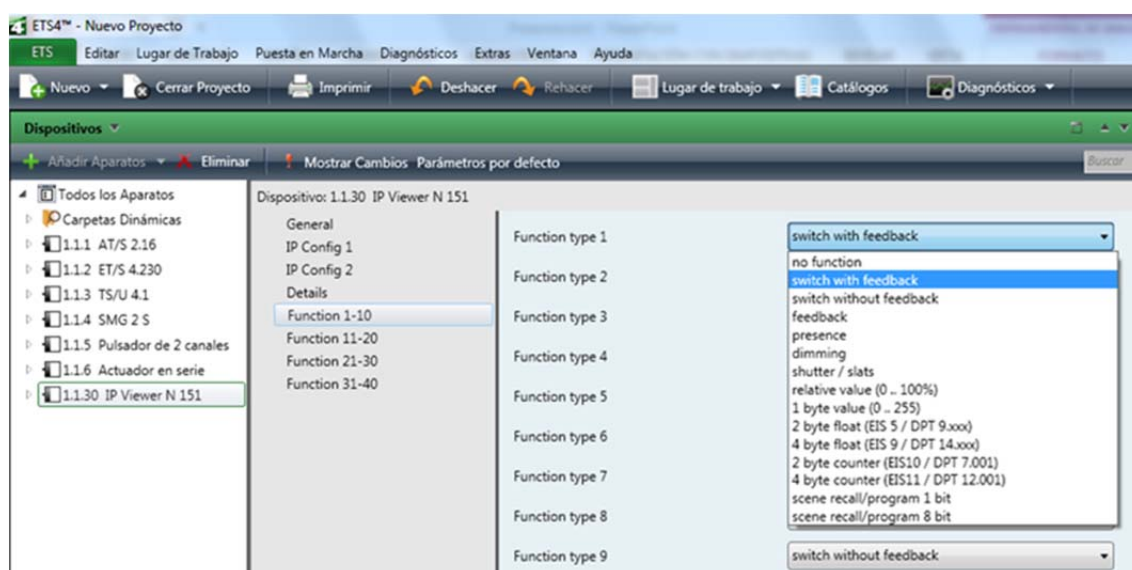 ETS4™ - Nuevo Proyecto
ETS Editar Lugar de Trabajo Puesta en Marcha Diagnósticos Extras Ventana Ayuda
Nuevo Cerrar Proyecto Imprimir Deshacer Rehacer Lugar de trabajo Catálogos Diagnósticos
Dispositivos
Añadir Aparatos Eliminar Mostrar Cambios Parámetros por defecto Buscar
Todos los Aparatos
Carpetas Dinámicas
1.1.1 AT/S 2.16
1.1.2 ET/S 4.230
1.1.3 TS/U 4.1
1.1.4 SMG 2 S
1.1.5 Pulsador de 2 canales
1.1.6 Actuador en serie
1.1.30 IP Viewer N 151
Dispositivo: 1.1.30 IP Viewer N 151
General
IP Config 1
IP Config 2
Details
Function 1-10
Function 11-20
Function 21-30
Function 31-40
Function type 1
Function type 2
Function type 3
Function type 4
Function type 5
Function type 6
Function type 7
Function type 8
Function type 9
switch with feedback
no function
switch with feedback
switch without feedback
feedback
presence
dimming
shutter / slats
relative value (0 .. 100%)
1 byte value (0 .. 255)
2 byte float (EIS 5 / DPT 9.xxx)
4 byte float (EIS 9 / DPT 14.xxx)
2 byte counter (EIS10 / DPT 7.001)
4 byte counter (EIS11 / DPT 12.001)
scene recall/program 1 bit
scene recall/program 8 bit
switch without feedback